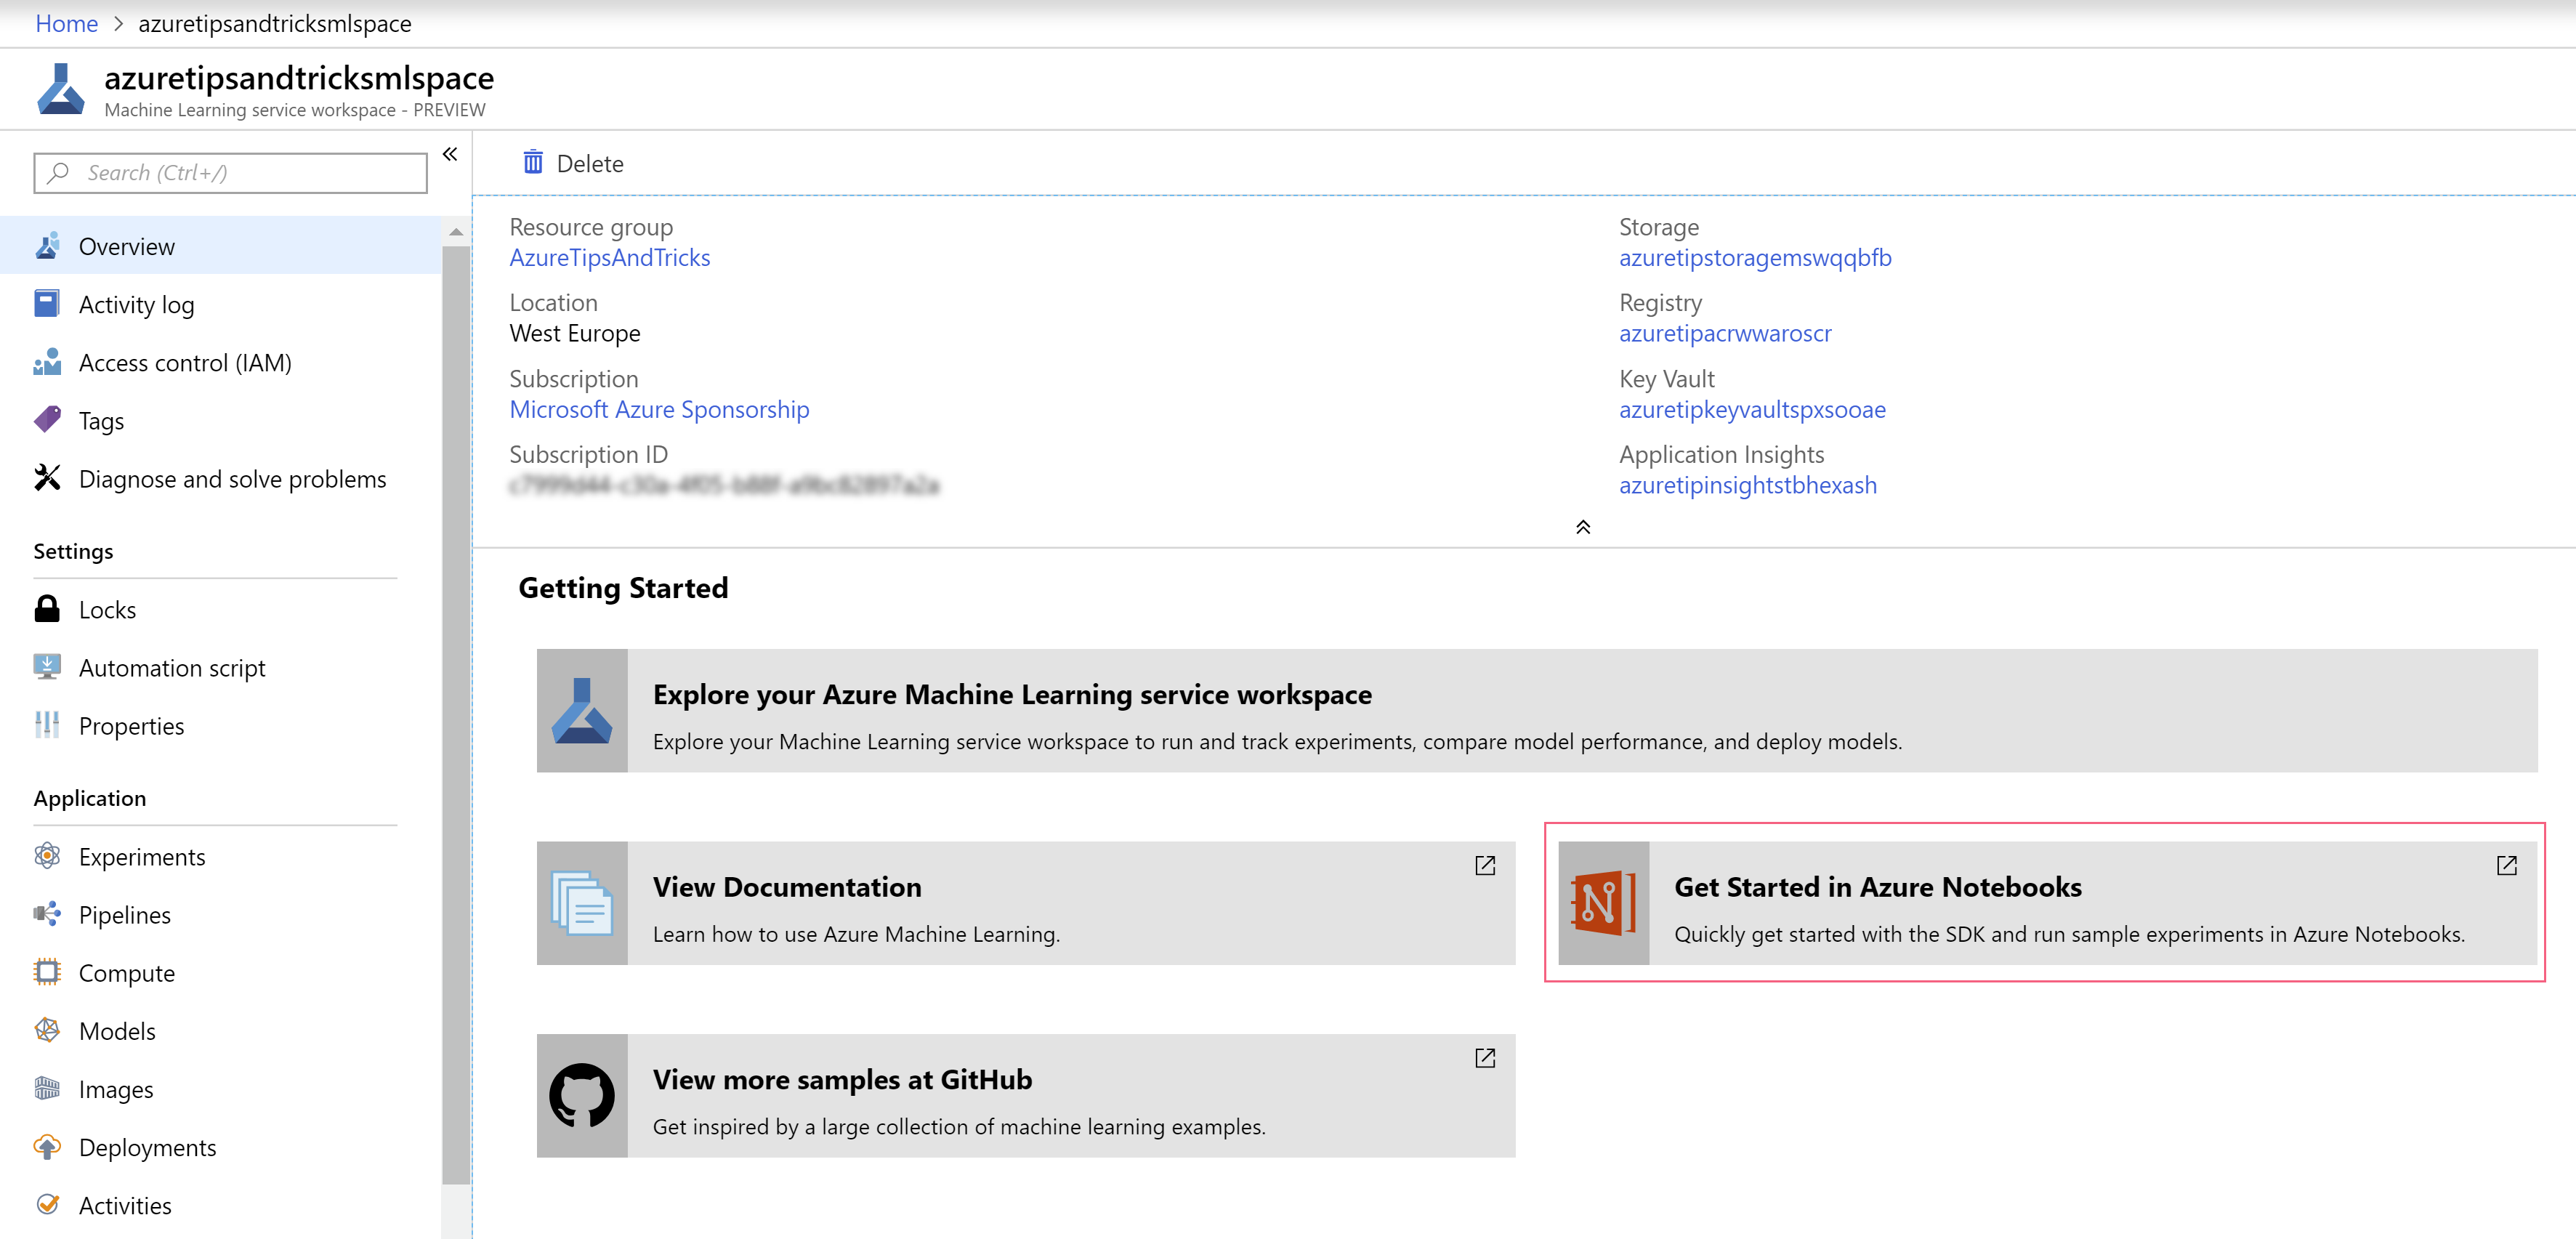 Home > azuretipsandtricksmlspace
azuretipsandtricksmlspace
Machine Learning service workspace - PREVIEW
Search (Ctrl+/)
Overview
Activity log
Access control (IAM)
Tags
Diagnose and solve problems
Settings
Locks
Automation script
Properties
Application
Experiments
Pipelines
Compute
Models
Images
Deployments
Activities
Delete
Resource group
AzureTipsAndTricks
Location
West Europe
Subscription
Microsoft Azure Sponsorship
Subscription ID
Storage
azuretipstoragemswqqbfb
Registry
azuretipacrwwaroscr
Key Vault
azuretipkeyvaultspxsooae
Application Insights
azuretipinsightstbhexash
Getting Started
Explore your Azure Machine Learning service workspace
Explore your Machine Learning service workspace to run and track experiments, compare model performance, and deploy models.
View Documentation
Learn how to use Azure Machine Learning.
Get Started in Azure Notebooks
Quickly get started with the SDK and run sample experiments in Azure Notebooks.
View more samples at GitHub
Get inspired by a large collection of machine learning examples.